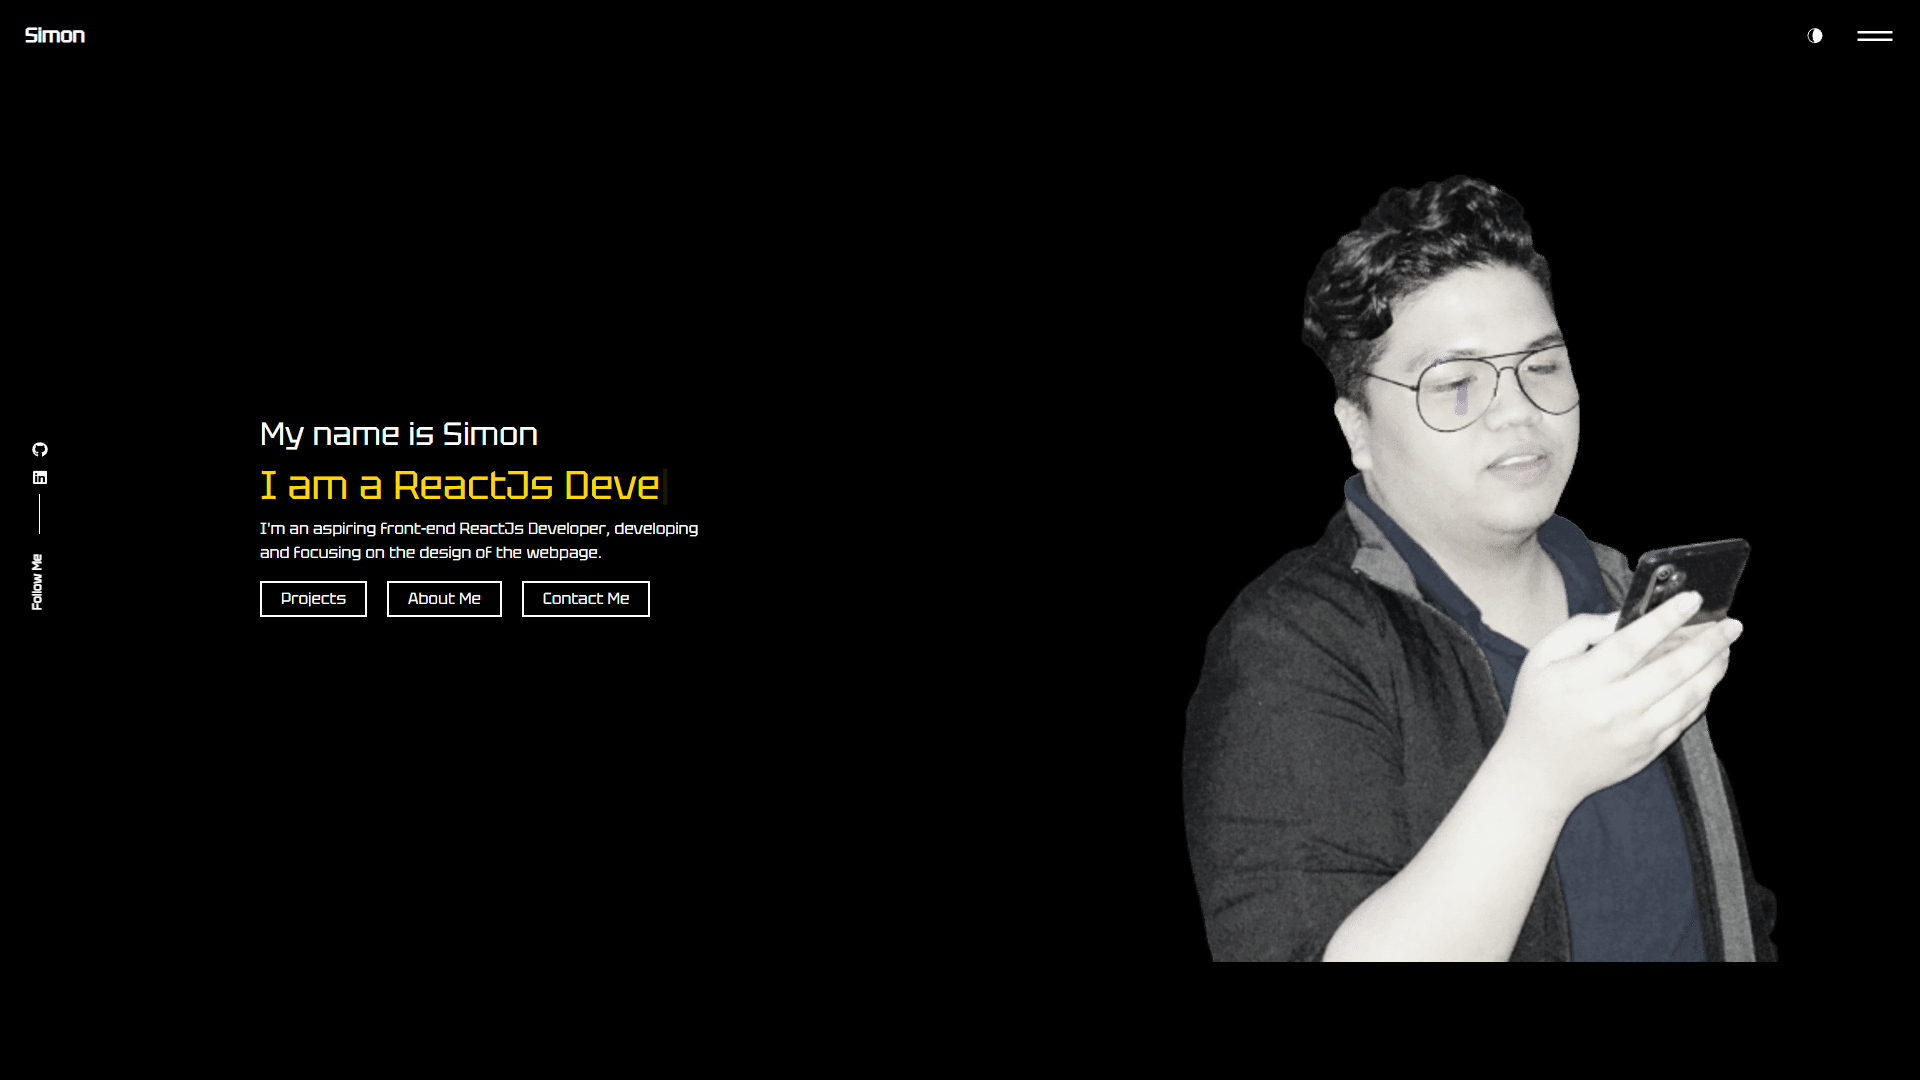 Simon
My name is Simon
I am a ReactJs Deve
I'm an aspiring front-end ReactJs Developer, developing
and focusing on the design of the webpage.
Projects
About Me
Contact Me
Follow Me